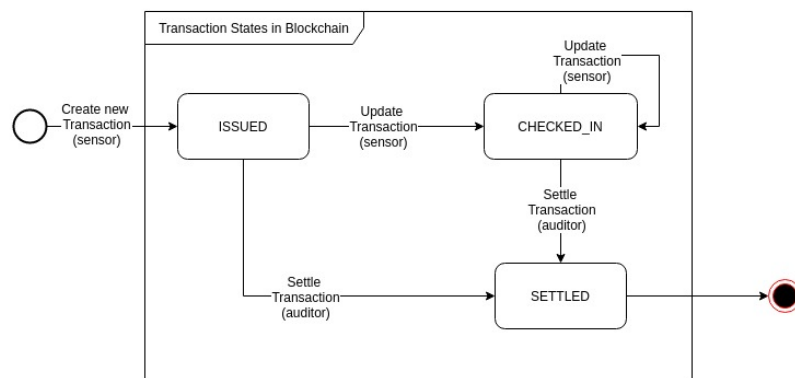 Transaction States in Blockchain
Update
Transaction
(sensor)
Create new
Transaction
(sensor)
ISSUED
Update
Transaction
(sensor)
CHECKED_IN
Settle
Transaction
(auditor)
Settle
Transaction
(auditor)
SETTLED